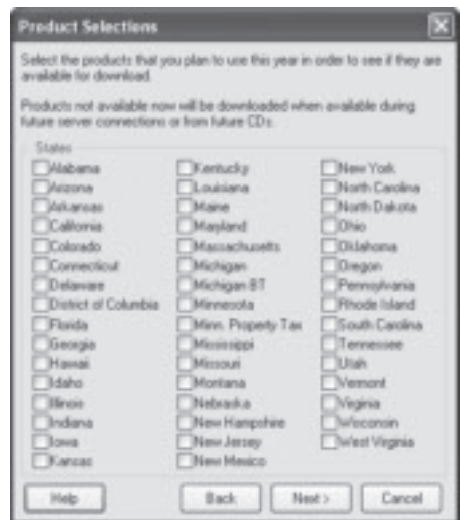 Product Selections
Select the products that you plan to use this year in order to see if they are
available for download.
Products not available now will be downloaded when available during
future server connections or from future CDs.
States
Alabama
Arizona
Arkansas
California
Colorado
Connecticut
Delaware
District of Columbia
Florida
Georgia
Hawaii
Idaho
Illinois
Indiana
Iowa
Kansas
Kentucky
Louisiana
Maine
Maryland
Massachusetts
Michigan
Michigan BT
Minnesota
Minn. Property Tax
Mississippi
Missouri
Montana
Nebraska
New Hampshire
New Jersey
New Mexico
New York
North Carolina
North Dakota
Ohio
Oklahoma
Oregon
Pennsylvania
Rhode Island
South Carolina
Tennessee
Utah
Vermont
Virginia
Wisconsin
West Virginia
Help
Back
Next >
Cancel